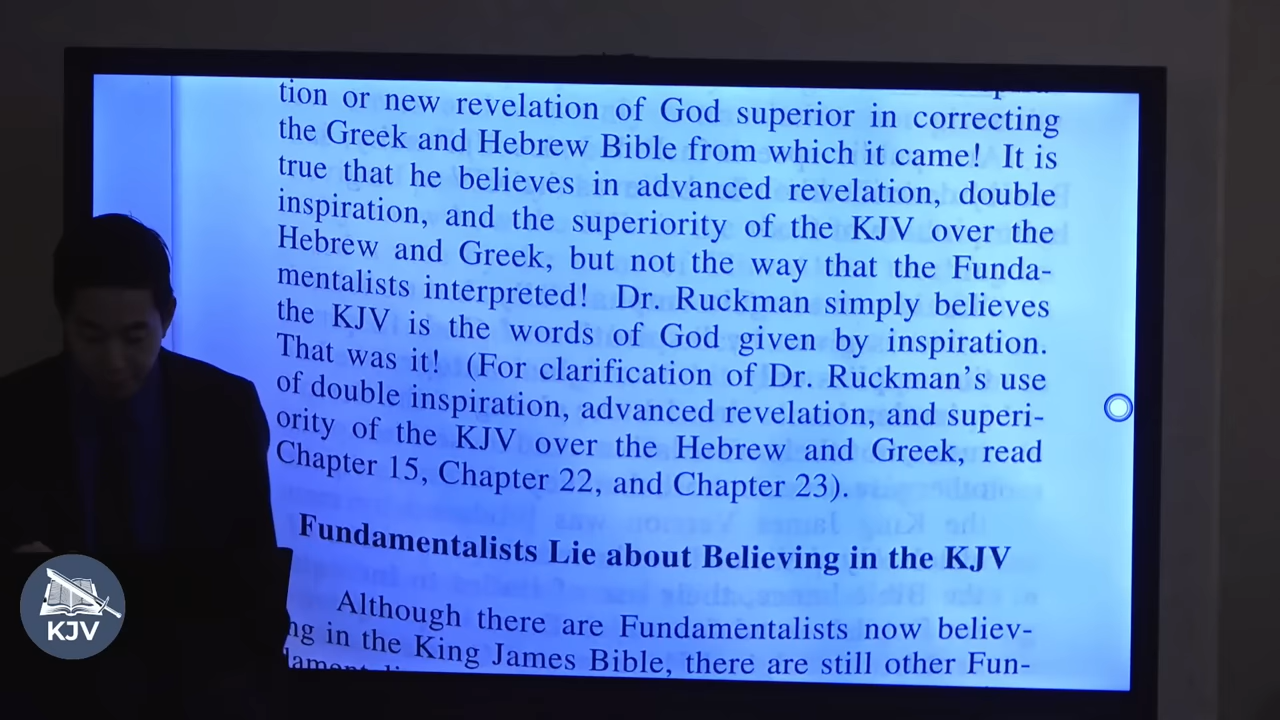 tion or new revelation of God superior in correcting
the Greek and Hebrew Bible from which it came! It is
true that he believes in advanced revelation, double
inspiration, and the superiority of the KJV over the
Hebrew and Greek, but not the way that the Funda-
mentalists interpreted! Dr. Ruckman simply believes
the KJV is the words of God given by inspiration.
That was it! (For clarification of Dr. Ruckman's use
of double inspiration, advanced revelation, and superi-
ority of the KJV over the Hebrew and Greek, read
Chapter 15, Chapter 22, and Chapter 23).
Fundamentalists Lie about Believing in the KJV
Although there are Fundamentalists now believ-
ng in the King James Bible, there are still other Fun-
KJV